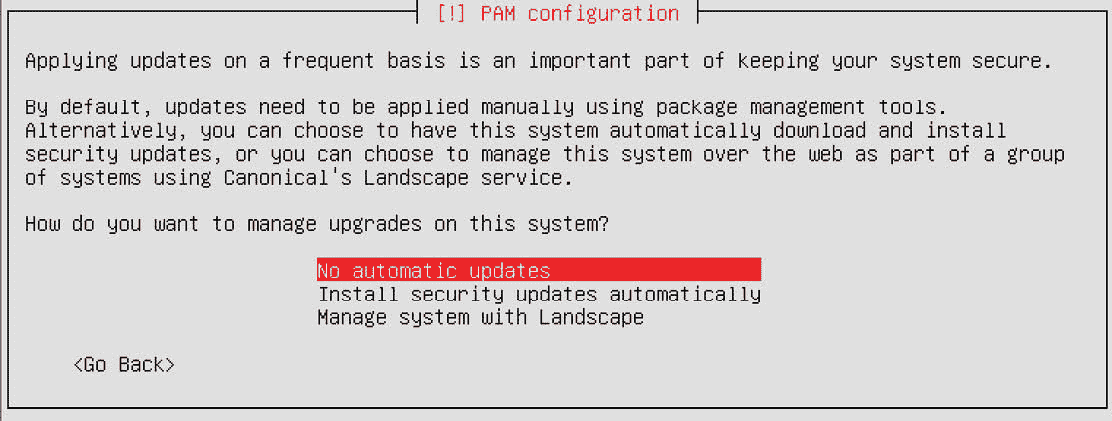 [!] PAM configuration
Applying updates on a frequent basis is an important part of keeping your system secure.
By default, updates need to be applied manually using package management tools.
Alternatively, you can choose to have this system automatically download and install
security updates, or you can choose to manage this system over the web as part of a group
of systems using Canonical's Landscape service.
How do you want to manage upgrades on this system?
No automatic updates
Install security updates automatically
Manage system with Landscape
<Go Back>